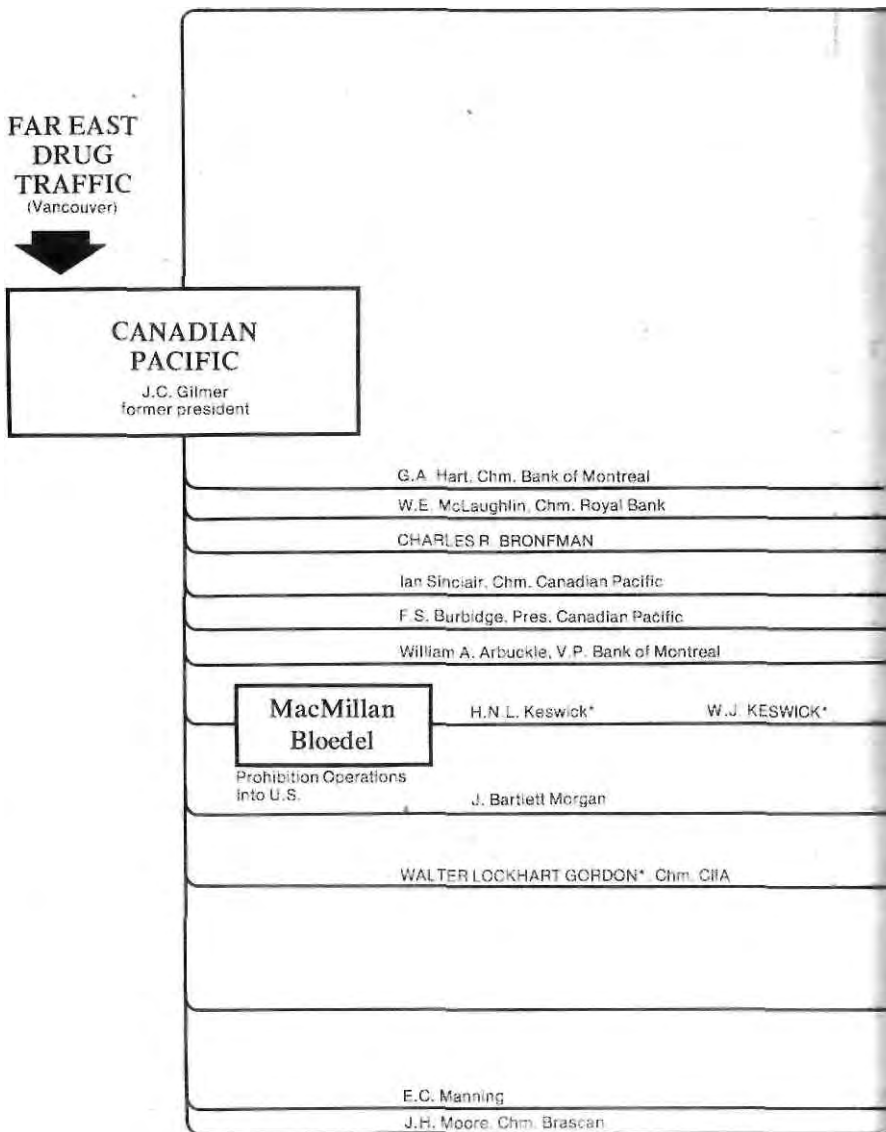 FAR EAST
DRUG
TRAFFIC
(Vancouver)
CANADIAN
PACIFIC
J.C. Gilmer
former president
G.A. Hart, Chm. Bank of Montreal
W.E. McLaughlin, Chm. Royal Bank
CHARLES R. BRONFMAN
Ian Sinclair, Chm. Canadian Pacific
F.S. Burbidge, Pres. Canadian Pacific
William A. Arbuckle, V.P. Bank of Montreal
MacMillan
Bloedel
H.N.L. Keswick* W.J. KESWICK*
Prohibition Operations
into U.S.
J. Bartlett Morgan
WALTER LOCKHART GORDON*, Chm. CIIA
E.C. Manning
J.H. Moore, Chm. Brascan